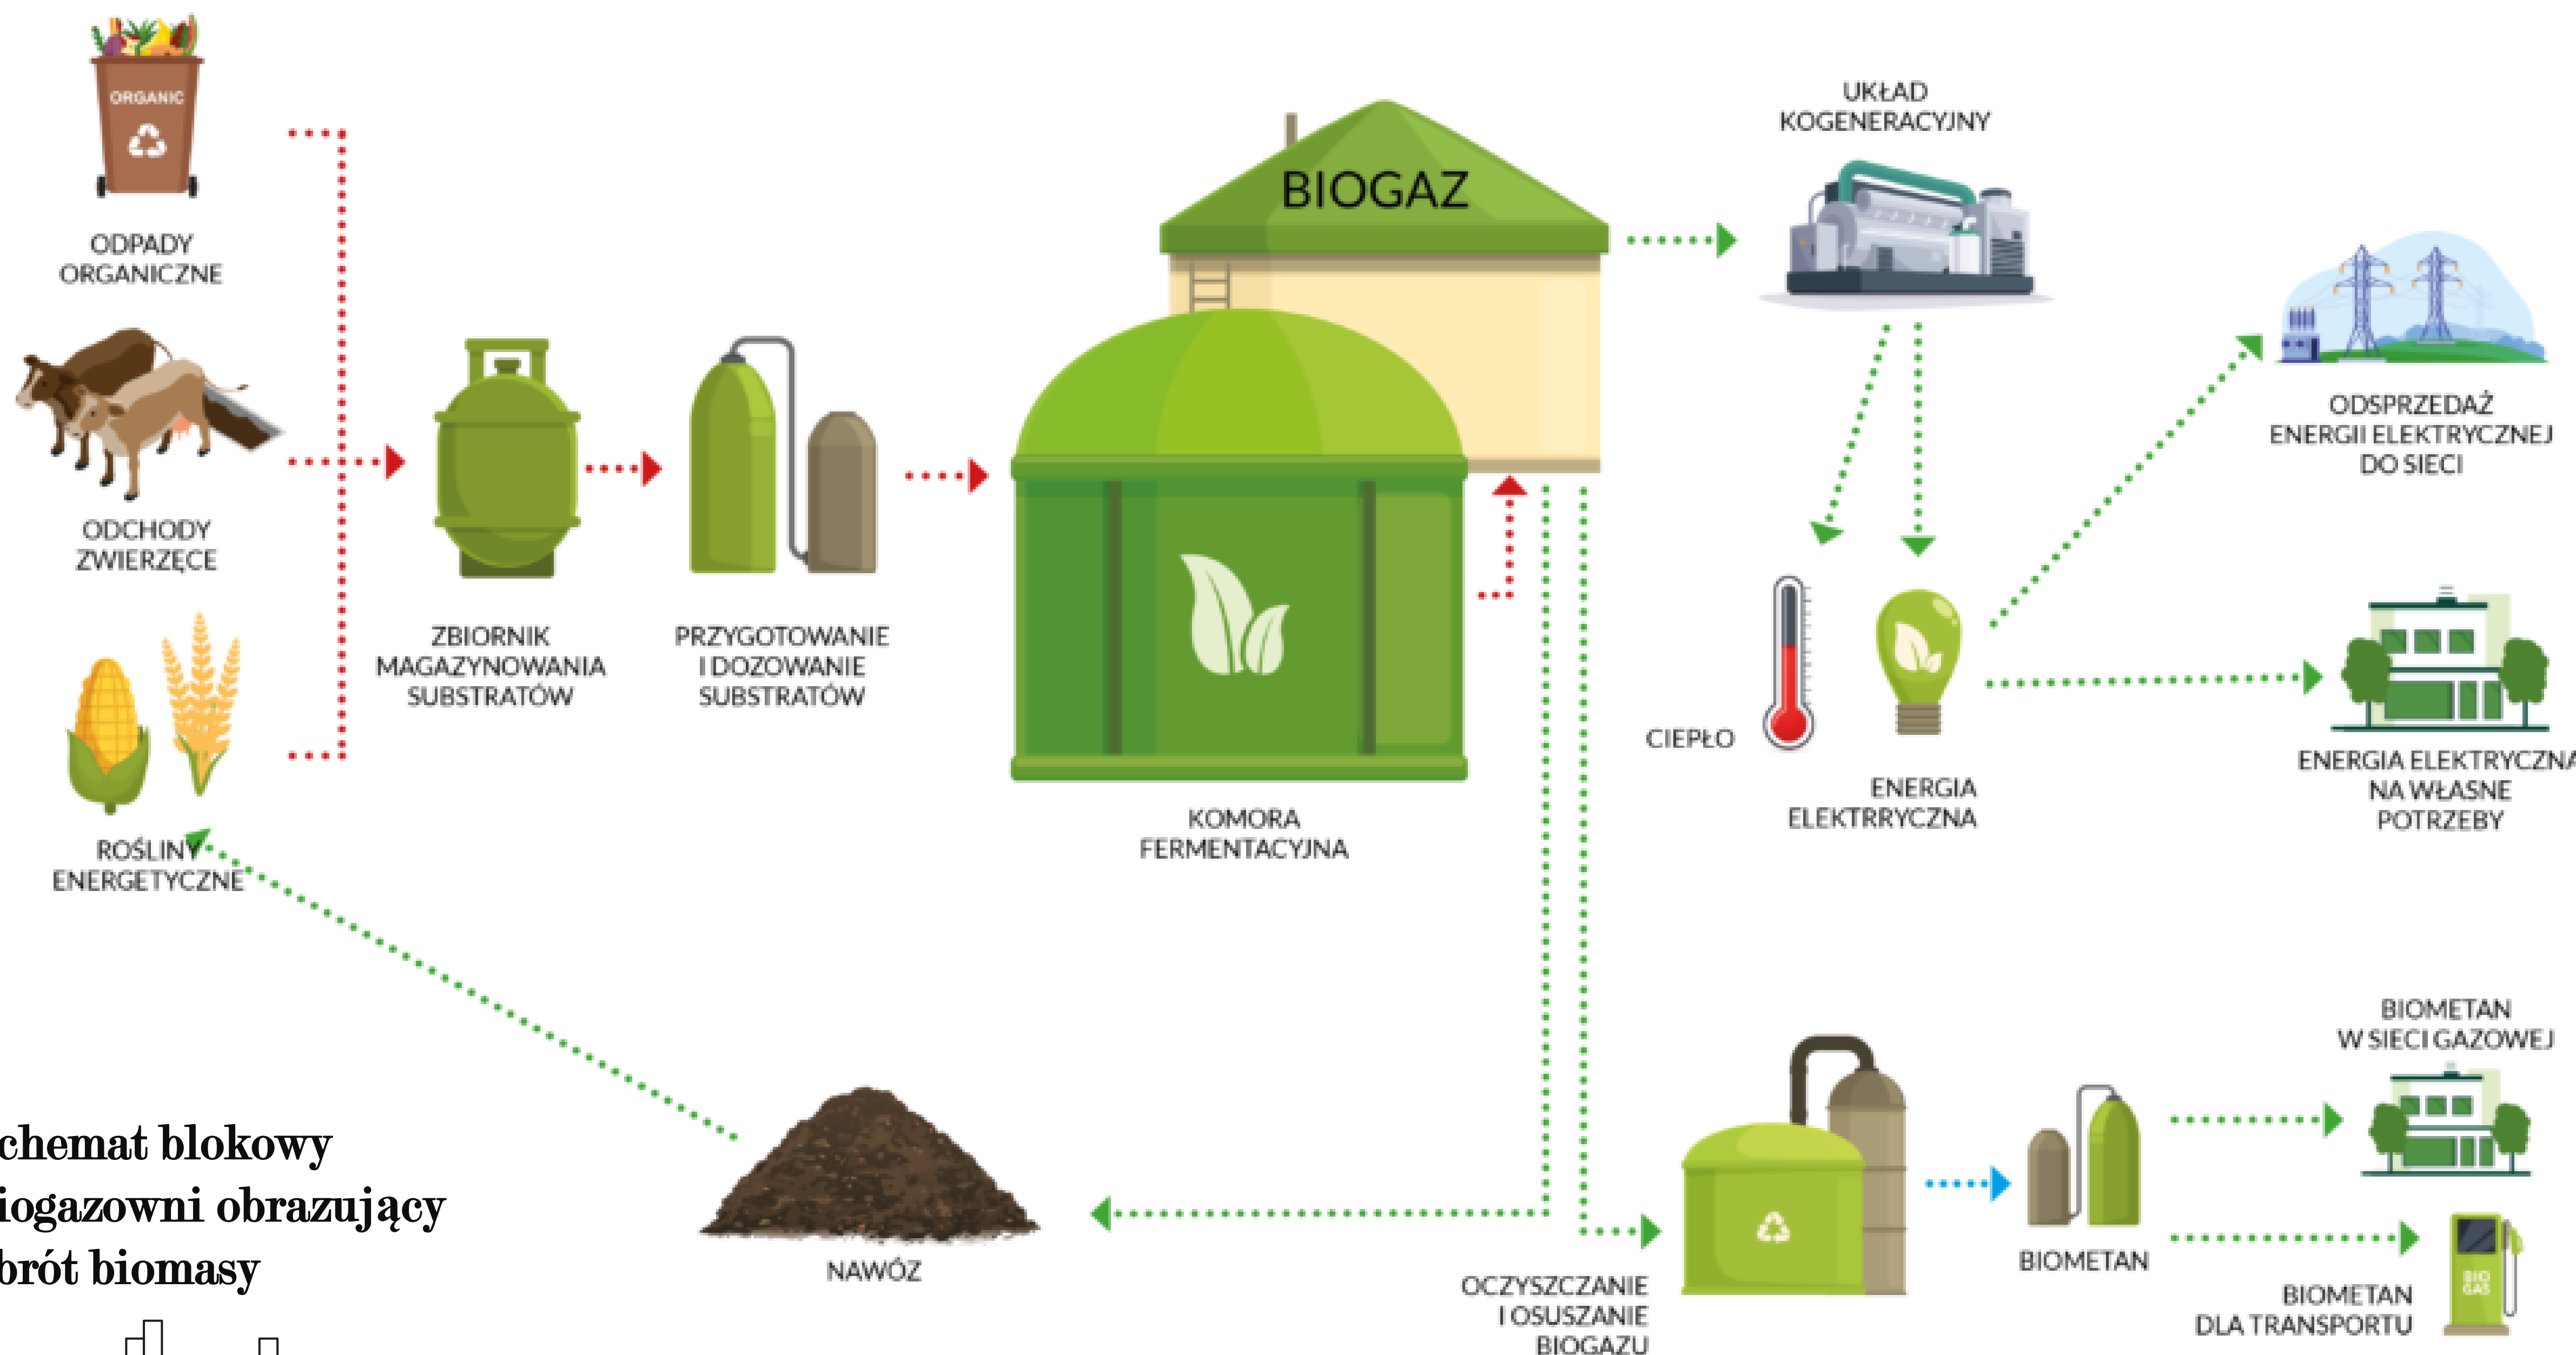 ORGANIC
ODPADY
ORGANICZNE
ODCHODY
ZWIERZĘCE
ROŚLINY
ENERGETYCZNE
ZBIORNIK
MAGAZYNOWANIA
SUBSTRATÓW
PRZYGOTOWANIE
I DOZOWANIE
SUBSTRATÓW
BIOGAZ
KOMORA
FERMENTACYJNA
UKŁAD
KOGENERACYJNY
CIEPŁO
ENERGIA
ELEKTRRYCZNA
ODSPRZEDAŻ
ENERGII ELEKTRYCZNEJ
DO SIECI
ENERGIA ELEKTRYCZNA
NA WŁASNE
POTRZEBY
chemat blokowy
iogazowni obrazujący
brót biomasy
NAWÓZ
OCZYSZCZANIE
I OSUSZANIE
BIOGAZU
BIOMETAN
BIOMETAN
W SIECI GAZOWEJ
BIO
GAS
BIOMETAN
DLA TRANSPORTU